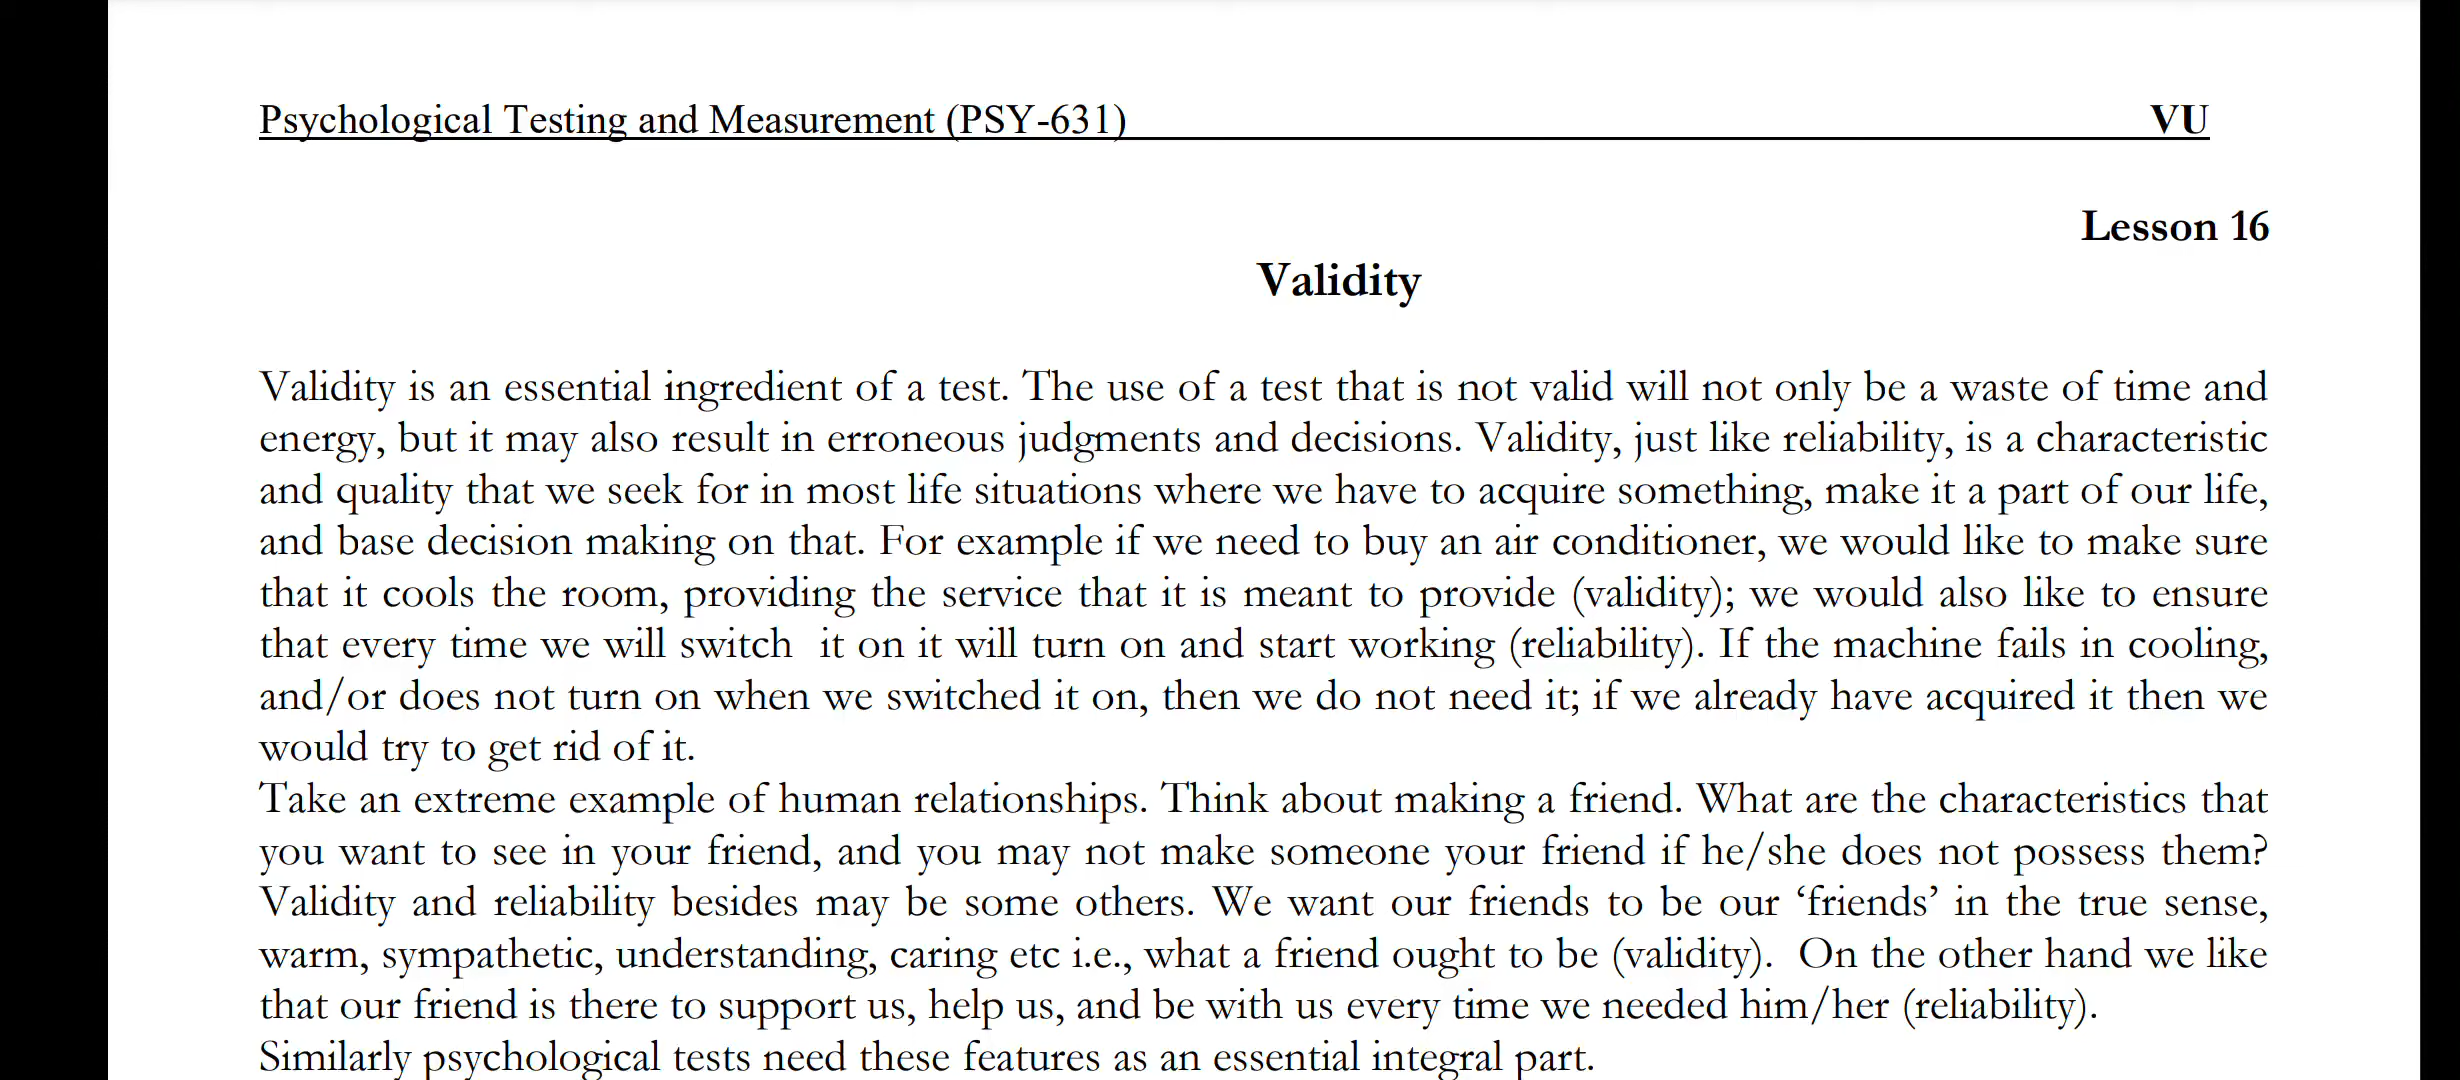 Psychological Testing and Measurement (PSY-631) VU
Lesson 16
Validity
Validity is an essential ingredient of a test. The use of a test that is not valid will not only be a waste of time and
energy, but it may also result in erroneous judgments and decisions. Validity, just like reliability, is a characteristic
and quality that we seek for in most life situations where we have to acquire something, make it a part of our life,
and base decision making on that. For example if we need to buy an air conditioner, we would like to make sure
that it cools the room, providing the service that it is meant to provide (validity); we would also like to ensure
that every time we will switch  it on it will turn on and start working (reliability). If the machine fails in cooling,
and/or does not turn on when we switched it on, then we do not need it; if we already have acquired it then we
would try to get rid of it.
Take an extreme example of human relationships. Think about making a friend. What are the characteristics that
you want to see in your friend, and you may not make someone your friend if he/she does not possess them?
Validity and reliability besides may be some others. We want our friends to be our ‘friends’ in the true sense,
warm, sympathetic, understanding, caring etc i.e., what a friend ought to be (validity).  On the other hand we like
that our friend is there to support us, help us, and be with us every time we needed him/her (reliability).
Similarly psychological tests need these features as an essential integral part.